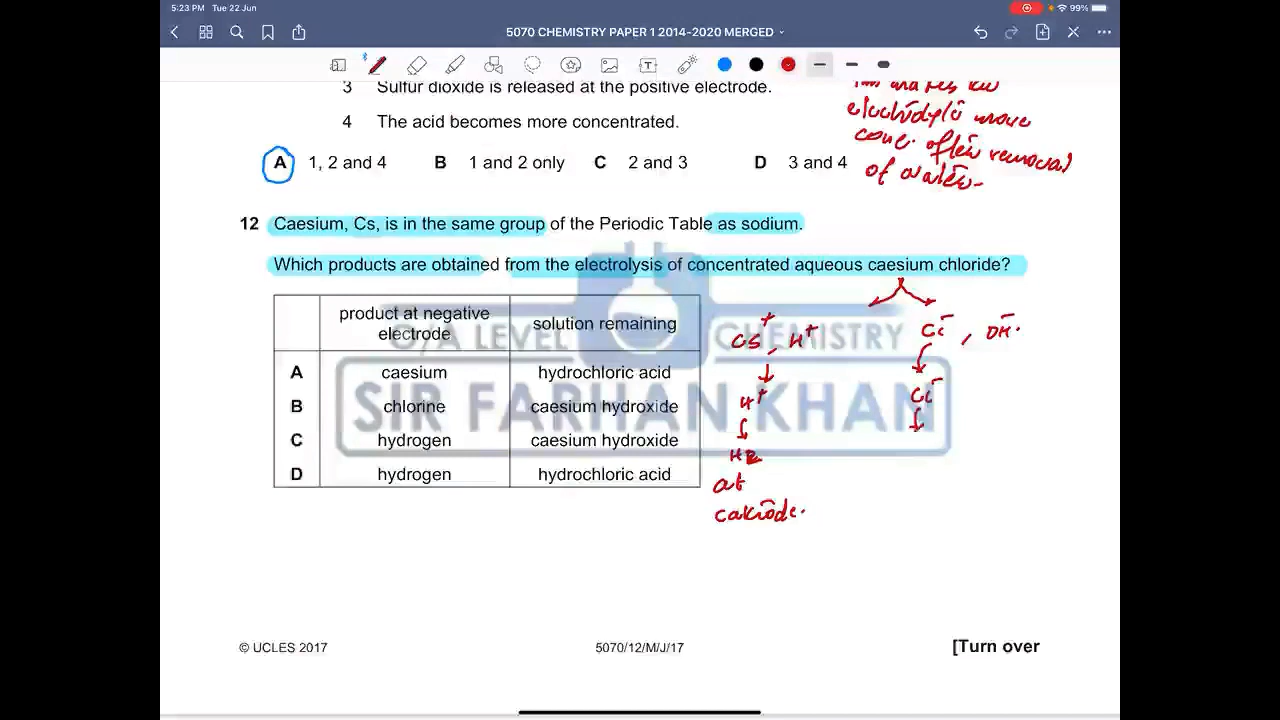 5:23 PM Tue 22 Jun
99%
5070 CHEMISTRY PAPER 1 2014-2020 MERGED
3 Sulfur dioxide is released at the positive electrode.
4 The acid becomes more concentrated.
electrolyte more
conc. after removal
of water.
A 1, 2 and 4 B 1 and 2 only C 2 and 3 D 3 and 4
12 Caesium, Cs, is in the same group of the Periodic Table as sodium.
Which products are obtained from the electrolysis of concentrated aqueous caesium chloride?
product at negative electrode solution remaining
A caesium hydrochloric acid
B chlorine caesium hydroxide
C hydrogen caesium hydroxide
D hydrogen hydrochloric acid
Cs+, H+
H+
H2
at
cathode.
Cl-, OH-.
Cl-
O/A LEVEL CHEMISTRY
SIR FARHAN KHAN
© UCLES 2017 5070/12/M/J/17 [Turn over